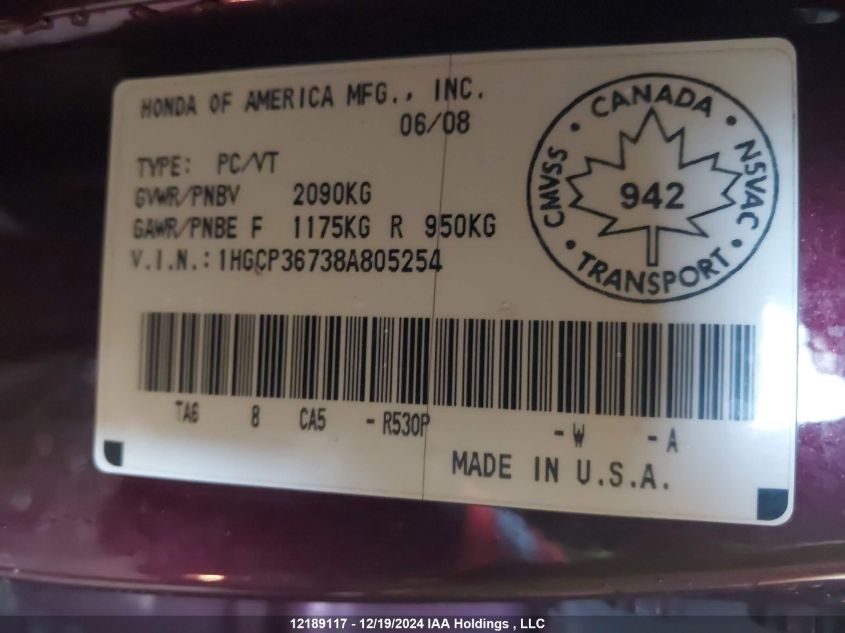 HONDA OF AMERICA MFG., INC.
06/08
TYPE: PC/VT
GVWR/PNBV 2090KG
GAWR/PNBE F 1175KG R 950KG
V.I.N.: 1HGCP36738A805254
CANADA
CMVSS
NSVAC
942
TRANSPORT
TA6 8 CA5 -R530P -W -A
MADE IN U.S.A.
12189117 - 12/19/2024 IAA Holdings , LLC